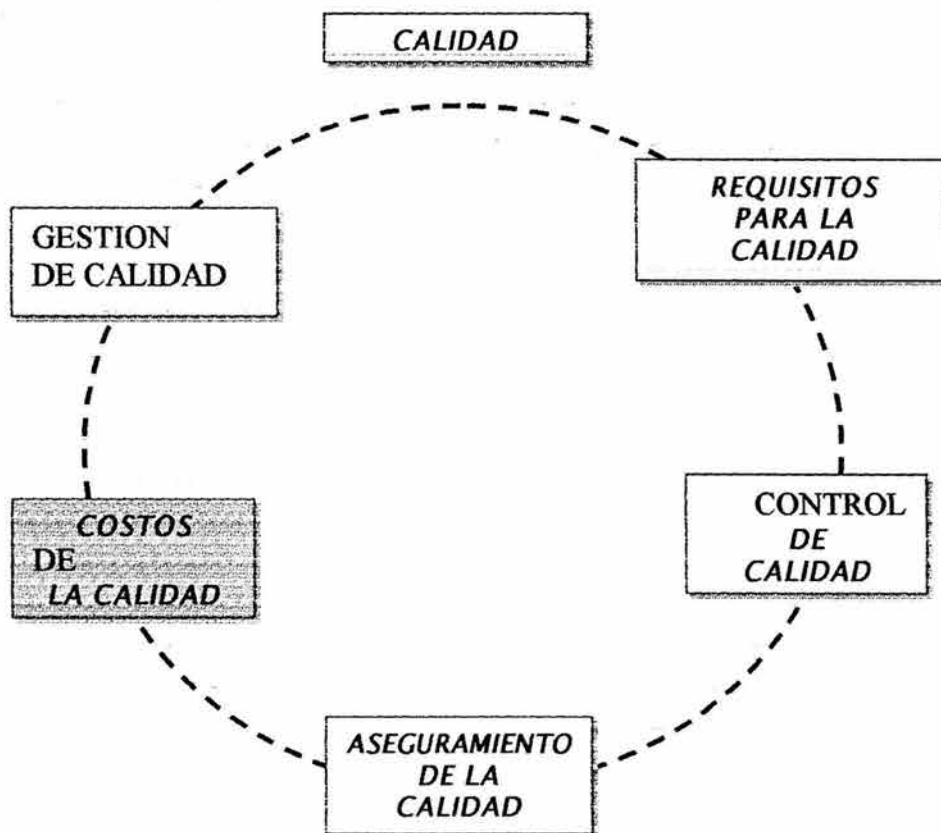 CALIDAD
REQUISITOS
PARA LA
CALIDAD
GESTION
DE CALIDAD
CONTROL
DE
CALIDAD
COSTOS
DE
LA CALIDAD
ASEGURAMIENTO
DE LA
CALIDAD